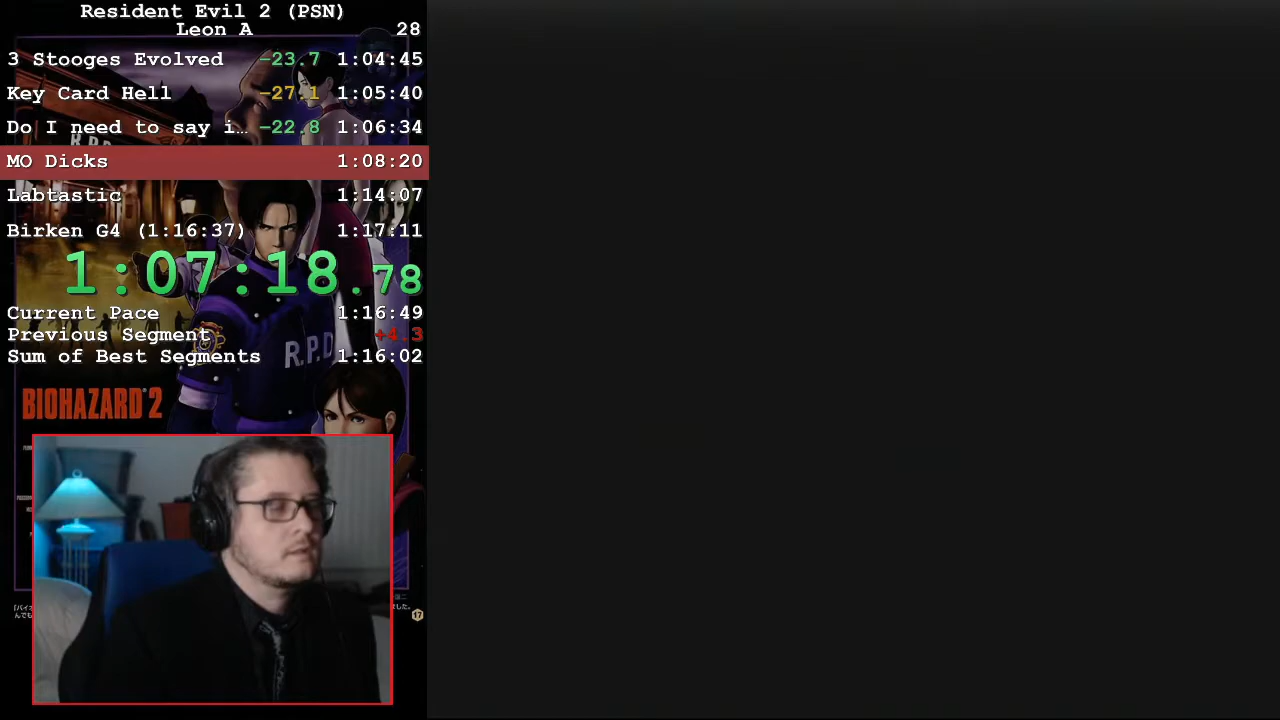 Resident Evil 2 (PSN)
Leon A 28
3 Stooges Evolved -23.7 1:04:45
Key Card Hell -27.1 1:05:40
Do I need to say i… -22.8 1:06:34
MO Dicks 1:08:20
Labtastic 1:14:07
Birken G4 (1:16:37) 1:17:11
1:07:18.78
Current Pace 1:16:49
Previous Segment +4.3
Sum of Best Segments 1:16:02
R.P.D
BIOHAZARD 2
17